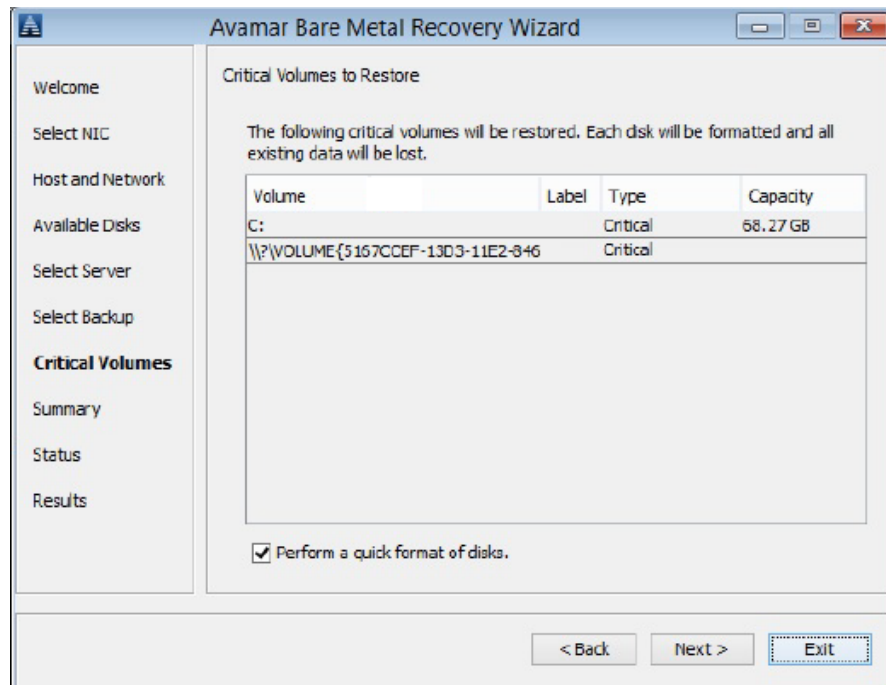 Avamar Bare Metal Recovery Wizard
Welcome
Select NIC
Host and Network
Available Disks
Select Server
Select Backup
Critical Volumes
Summary
Status
Results
Critical Volumes to Restore
The following critical volumes will be restored. Each disk will be formatted and all
existing data will be lost.
Volume Label Type Capacity
C: Critical 68.27 GB
\\?\VOLUME{5167CCEF-13D3-11E2-846 Critical
Perform a quick format of disks.
< Back Next > Exit